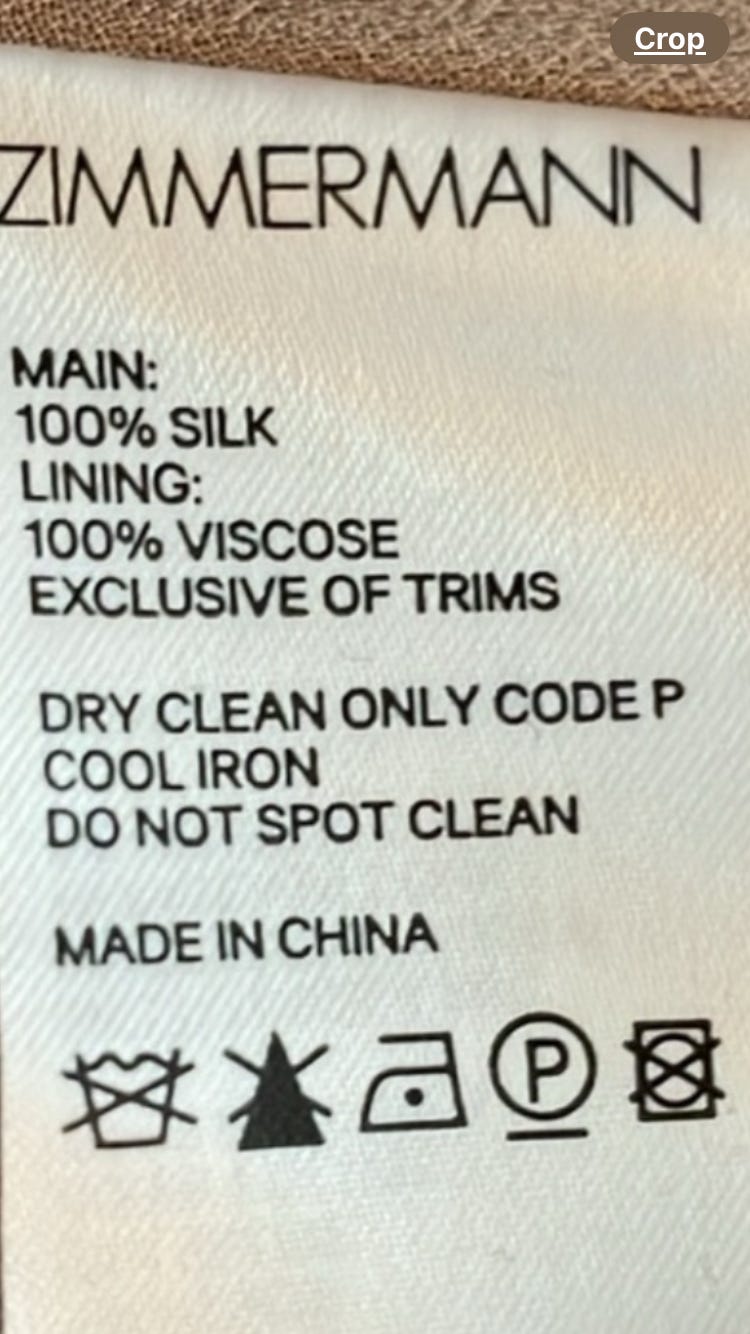 Crop
ZIMMERMANN
MAIN:
100% SILK
LINING:
100% VISCOSE
EXCLUSIVE OF TRIMS
DRY CLEAN ONLY CODE P
COOL IRON
DO NOT SPOT CLEAN
MADE IN CHINA
P